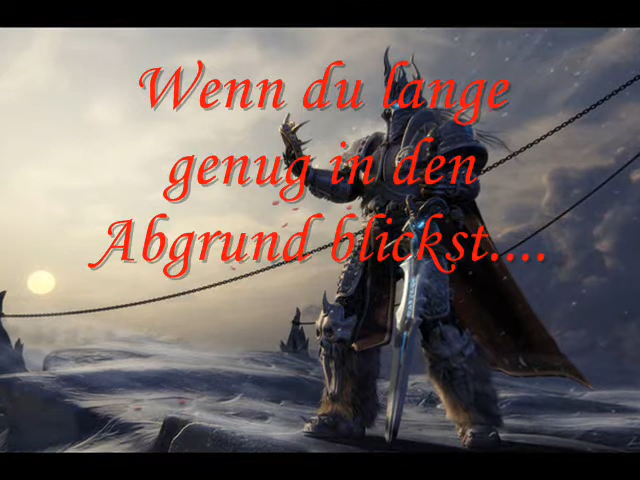 Wenn du lange
genug in den
Abgrund blickst....